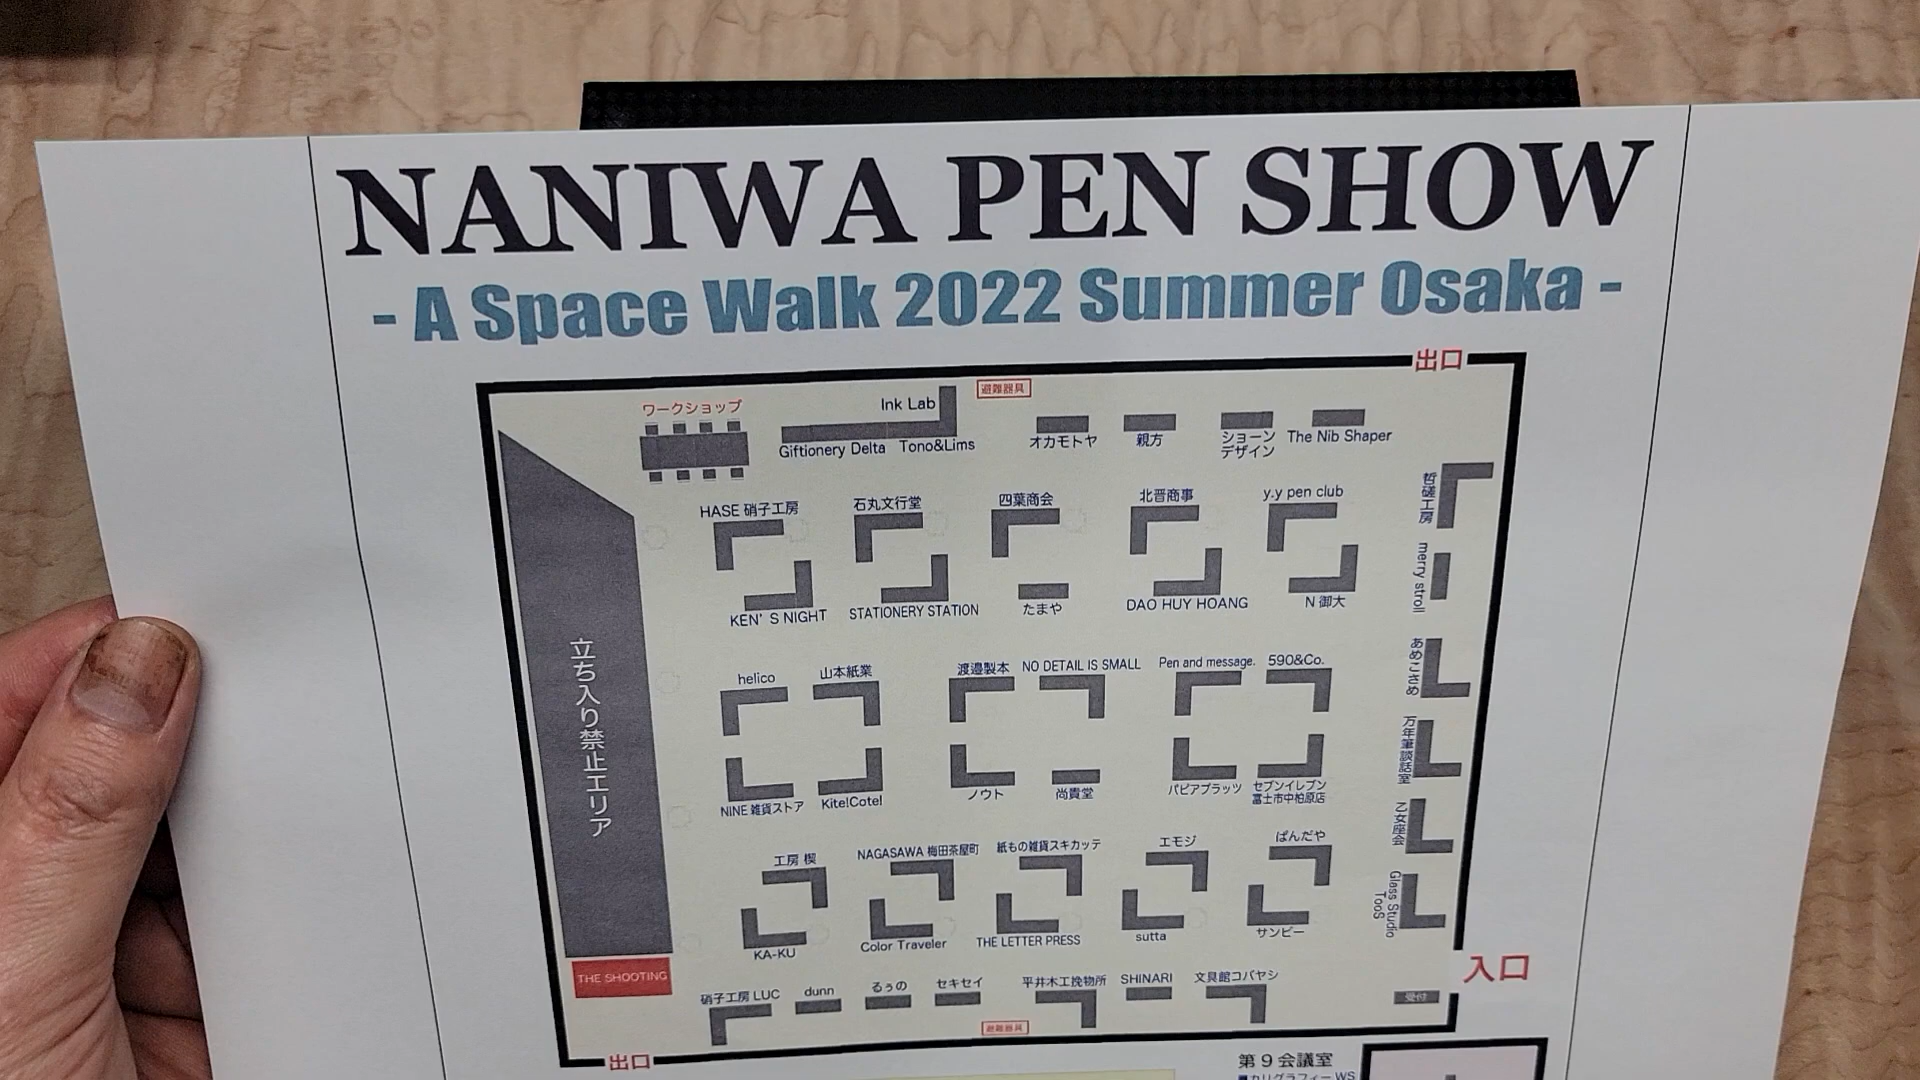 NANIWA PEN SHOW
- A Space Walk 2022 Summer Osaka -
出口
避難器具
ワークショップ
Ink Lab
Giftionery Delta Tono&Lims
オカモトヤ
親方
ショーン
デザイン
The Nib Shaper
哲磋工房
HASE 硝子工房
石丸文行堂
四葉商会
北晋商事
y.y pen club
merry stroll
KEN'S NIGHT
STATIONERY STATION
たまや
DAO HUY HOANG
N 御大
立ち入り禁止エリア
あめこさめ
helico
山本紙業
渡邉製本
NO DETAIL IS SMALL
Pen and message.
590&Co.
万年筆談話室
NINE 雑貨ストア
Kite!Cote!
ノウト
尚貴堂
パピアプラッツ
セブンイレブン
富士市中柏原店
乙女座会
工房 楔
NAGASAWA 梅田茶屋町
紙もの雑貨スキカッテ
エモジ
ぱんだや
Glass Studio
TooS
KA-KU
Color Traveler
THE LETTER PRESS
sutta
サンビー
入口
THE SHOOTING
硝子工房 LUC
dunn
るぅの
セキセイ
平井木工挽物所
SHINARI
文具館コバヤシ
受付
避難器具
出口
第9会議室
カリグラフィー WS